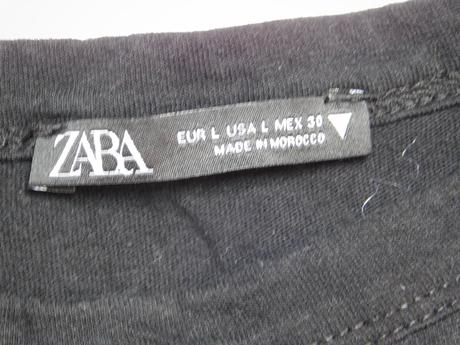 ZARA
EUR L USA L MEX 30
MADE IN MOROCCO